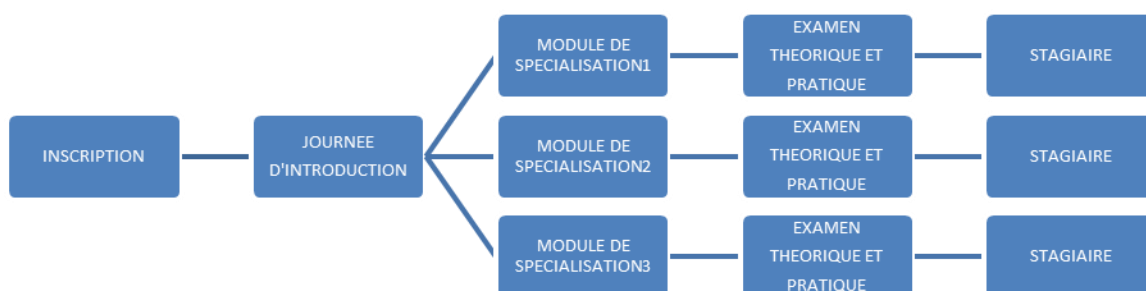 INSCRIPTION
JOURNEE
D'INTRODUCTION
MODULE DE
SPECIALISATION1
EXAMEN
THEORIQUE ET
PRATIQUE
STAGIAIRE
MODULE DE
SPECIALISATION2
EXAMEN
THEORIQUE ET
PRATIQUE
STAGIAIRE
MODULE DE
SPECIALISATION3
EXAMEN
THEORIQUE ET
PRATIQUE
STAGIAIRE